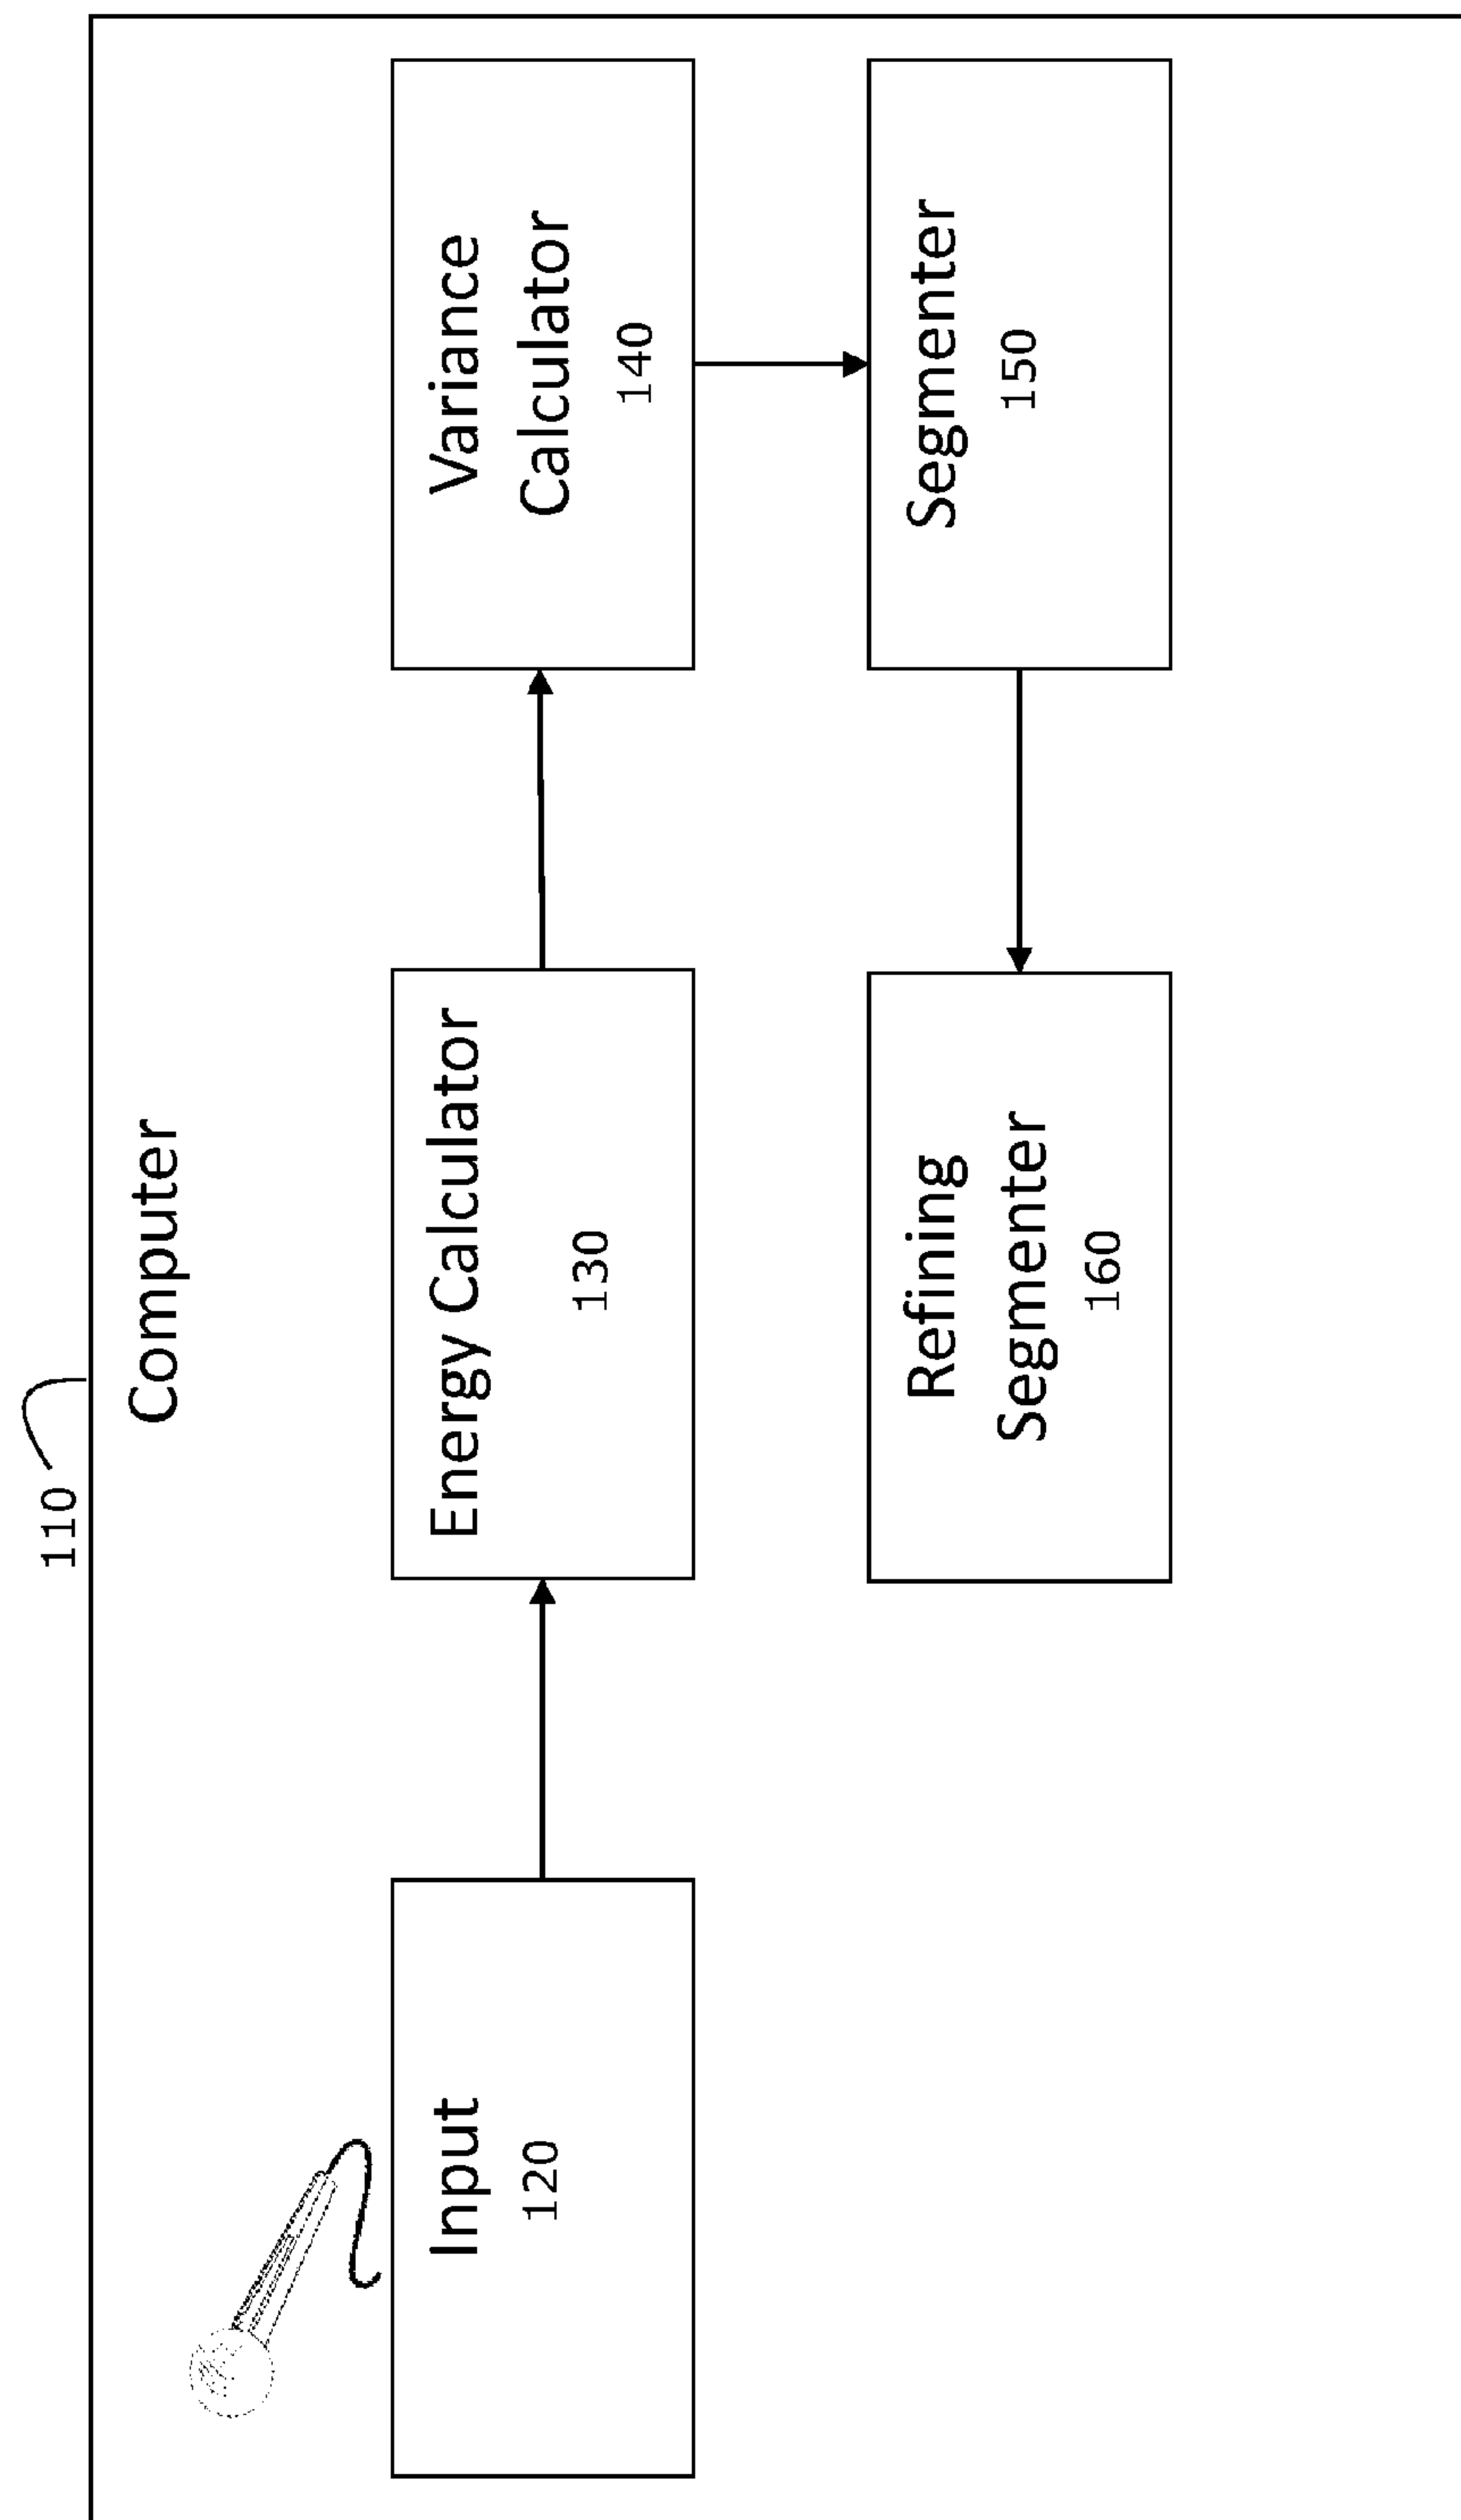 110
Computer
Input
120
Energy Calculator
130
Variance
Calculator
140
Segmenter
150
Refining
Segmenter
160